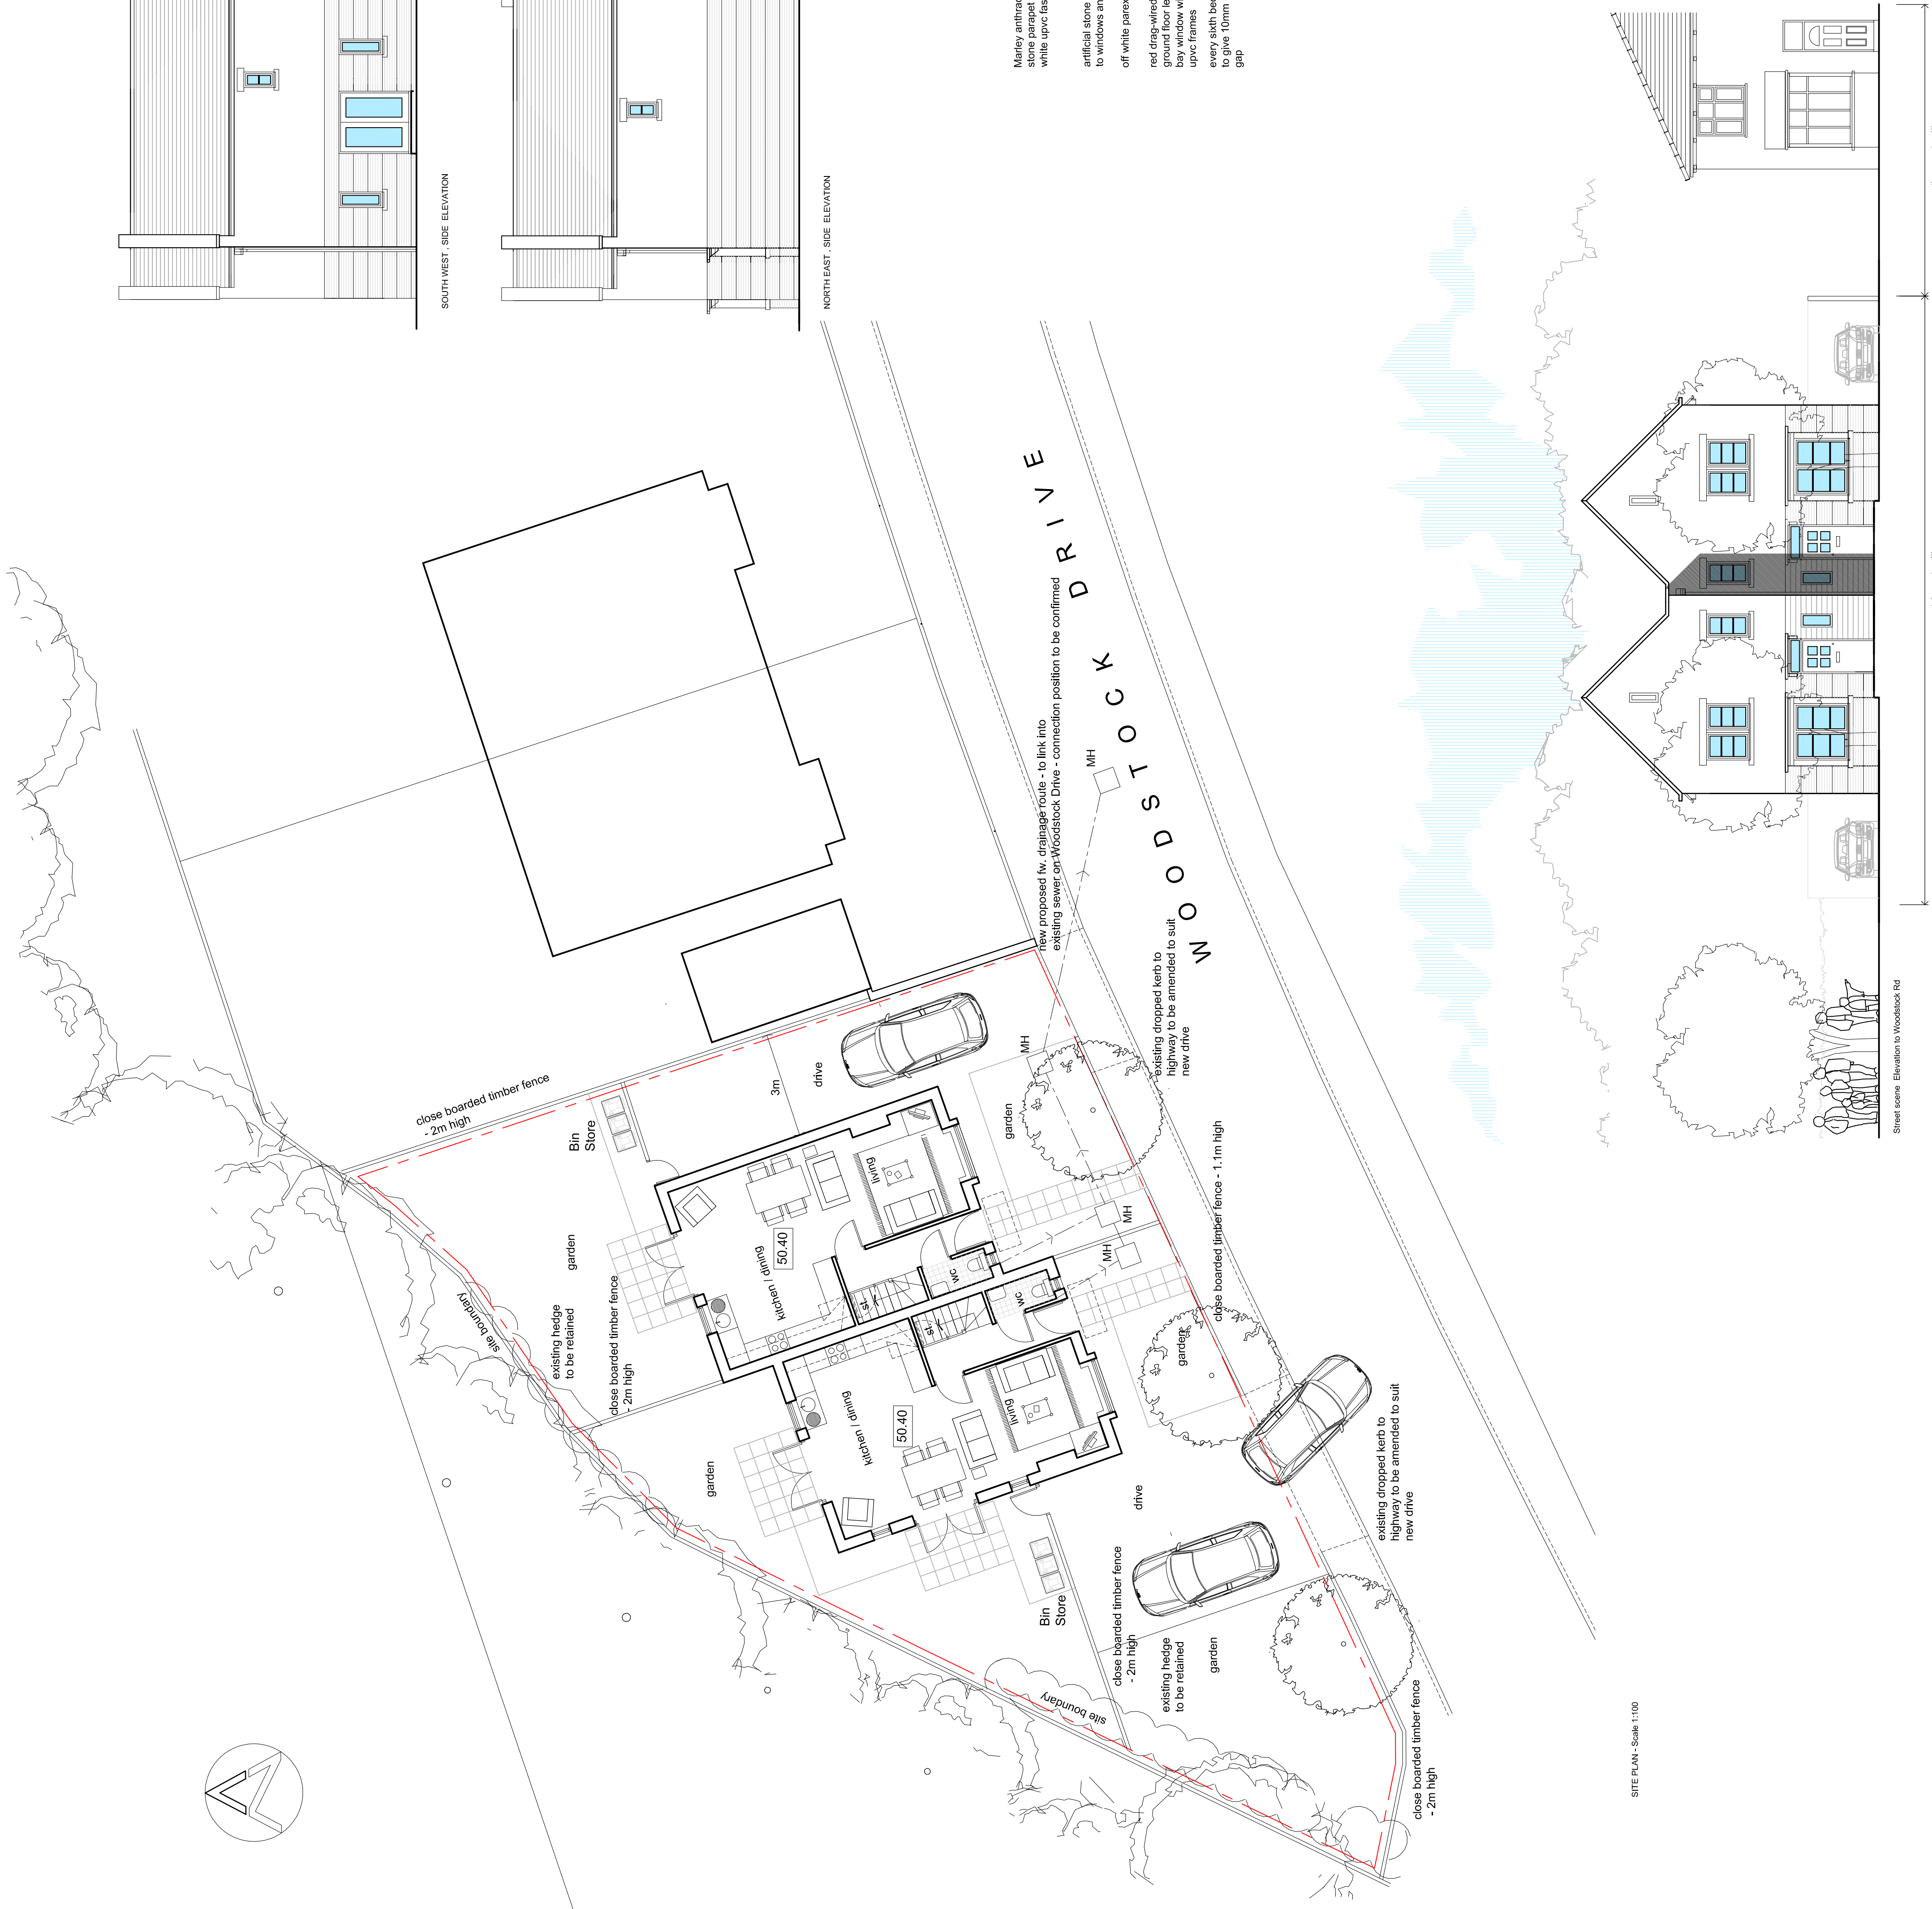 SOUTH WEST , SIDE ELEVATION
NORTH EAST , SIDE ELEVATION
Marley anthrac
stone parapet
white upvc fas
artificial stone
to windows an
off white parex
red drag-wired
ground floor le
bay window wi
upvc frames
every sixth bed
to give 10mm
gap
WOODSTOCK DRIVE
new proposed fw. drainage route - to link into
existing sewer on Woodstock Drive - connection position to be confirmed
MH
existing dropped kerb to
highway to be amended to suit
new drive
close boarded timber fence
- 2m high
Bin
Store
3m
drive
MH
garden
living
kitchen / dining
50.40
garden
existing hedge
to be retained
site boundary
close boarded timber fence
- 2m high
st.
wc
MH
MH
wc
st.
close boarded timber fence - 1.1m high
garden
kitchen / dining
50.40
living
garden
drive
existing dropped kerb to
highway to be amended to suit
new drive
Bin
Store
close boarded timber fence
- 2m high
existing hedge
to be retained
garden
site boundary
close boarded timber fence
- 2m high
SITE PLAN - Scale 1:100
Street scene Elevation to Woodstock Rd